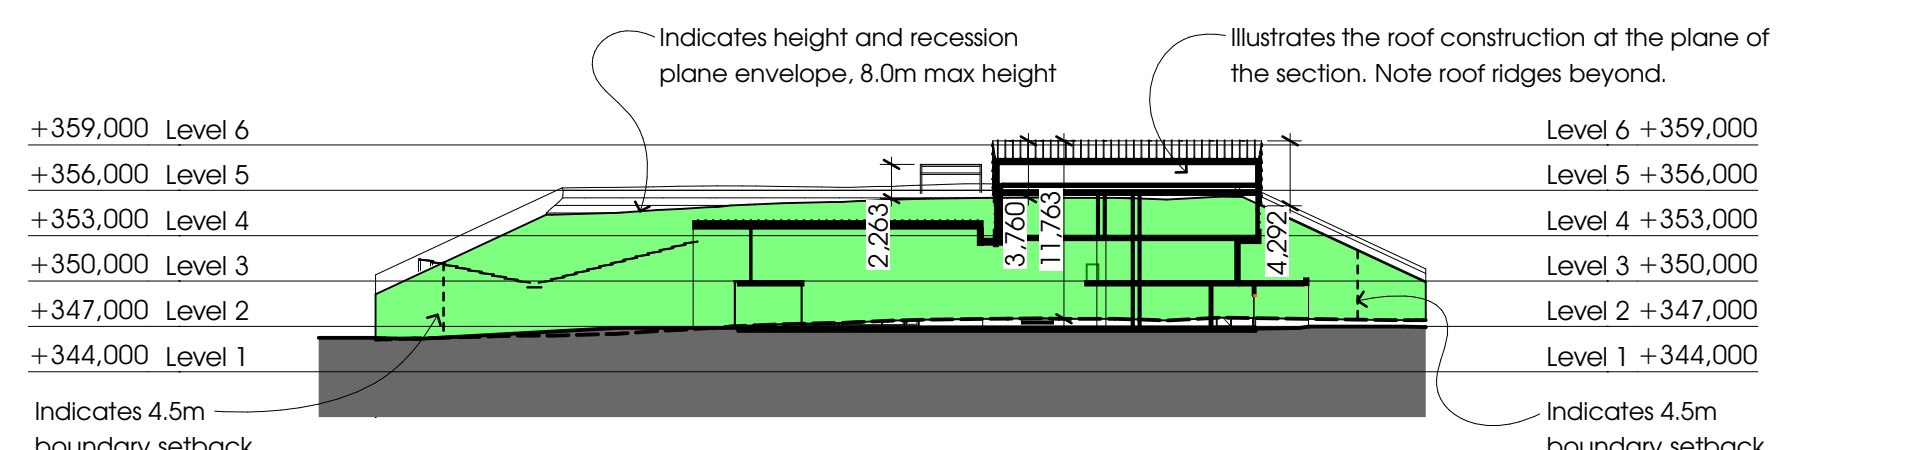 Indicates height and recession
plane envelope, 8.0m max height
Illustrates the roof construction at the plane of
the section. Note roof ridges beyond.
+359,000 Level 6
+356,000 Level 5
+353,000 Level 4
+350,000 Level 3
+347,000 Level 2
+344,000 Level 1
2,263
3,760
11,763
4,292
Level 6 +359,000
Level 5 +356,000
Level 4 +353,000
Level 3 +350,000
Level 2 +347,000
Level 1 +344,000
Indicates 4.5m
boundary setback
Indicates 4.5m
boundary setback